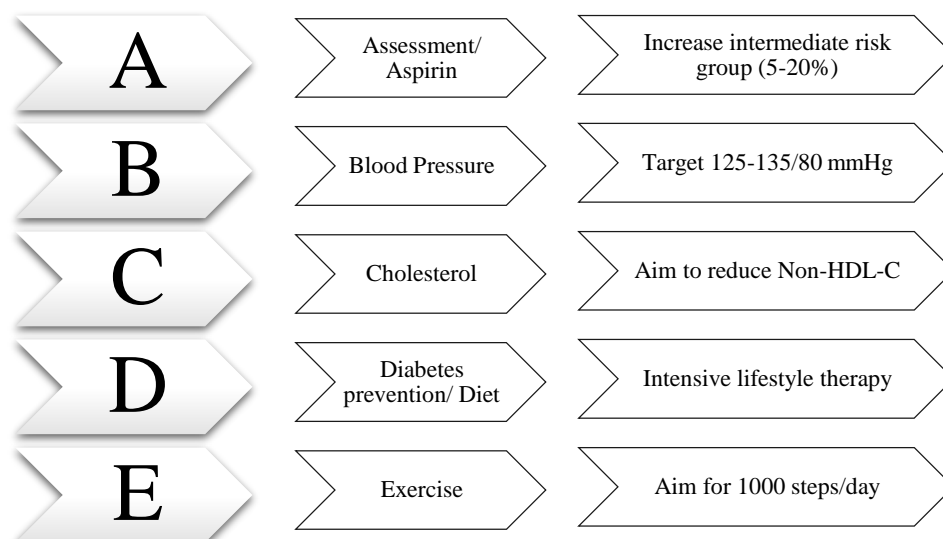 A
Assessment/
Aspirin
Increase intermediate risk
group (5-20%)
B
Blood Pressure
Target 125-135/80 mmHg
C
Cholesterol
Aim to reduce Non-HDL-C
D
Diabetes
prevention/ Diet
Intensive lifestyle therapy
E
Exercise
Aim for 1000 steps/day